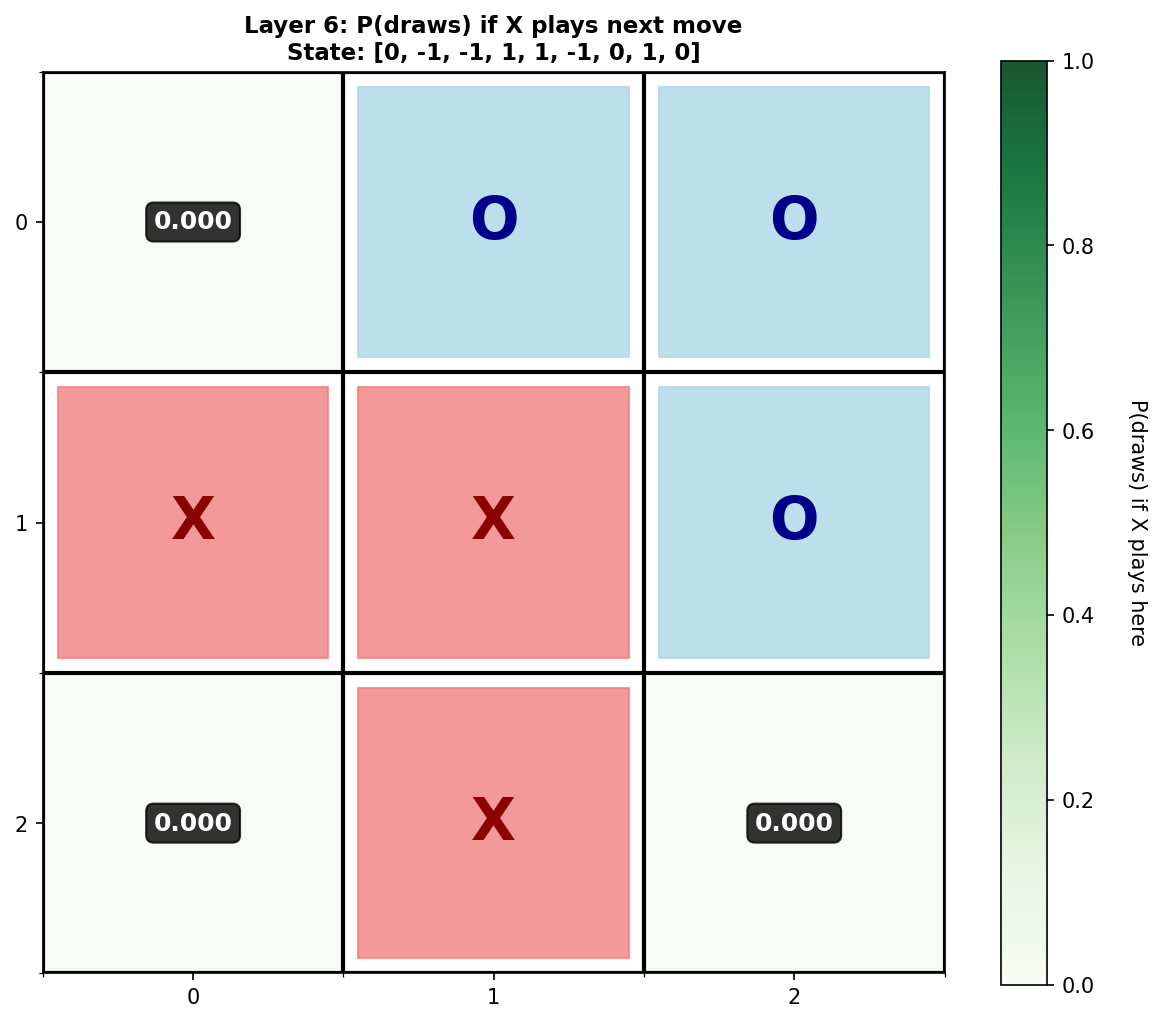 Layer 6: P(draws) if X plays next move
State: [0, -1, -1, 1, 1, -1, 0, 1, 0]
0.000 O O
X X O
0.000 X 0.000
0
1
2
0 1 2
1.0
0.8
0.6
0.4
0.2
0.0
P(draws) if X plays here